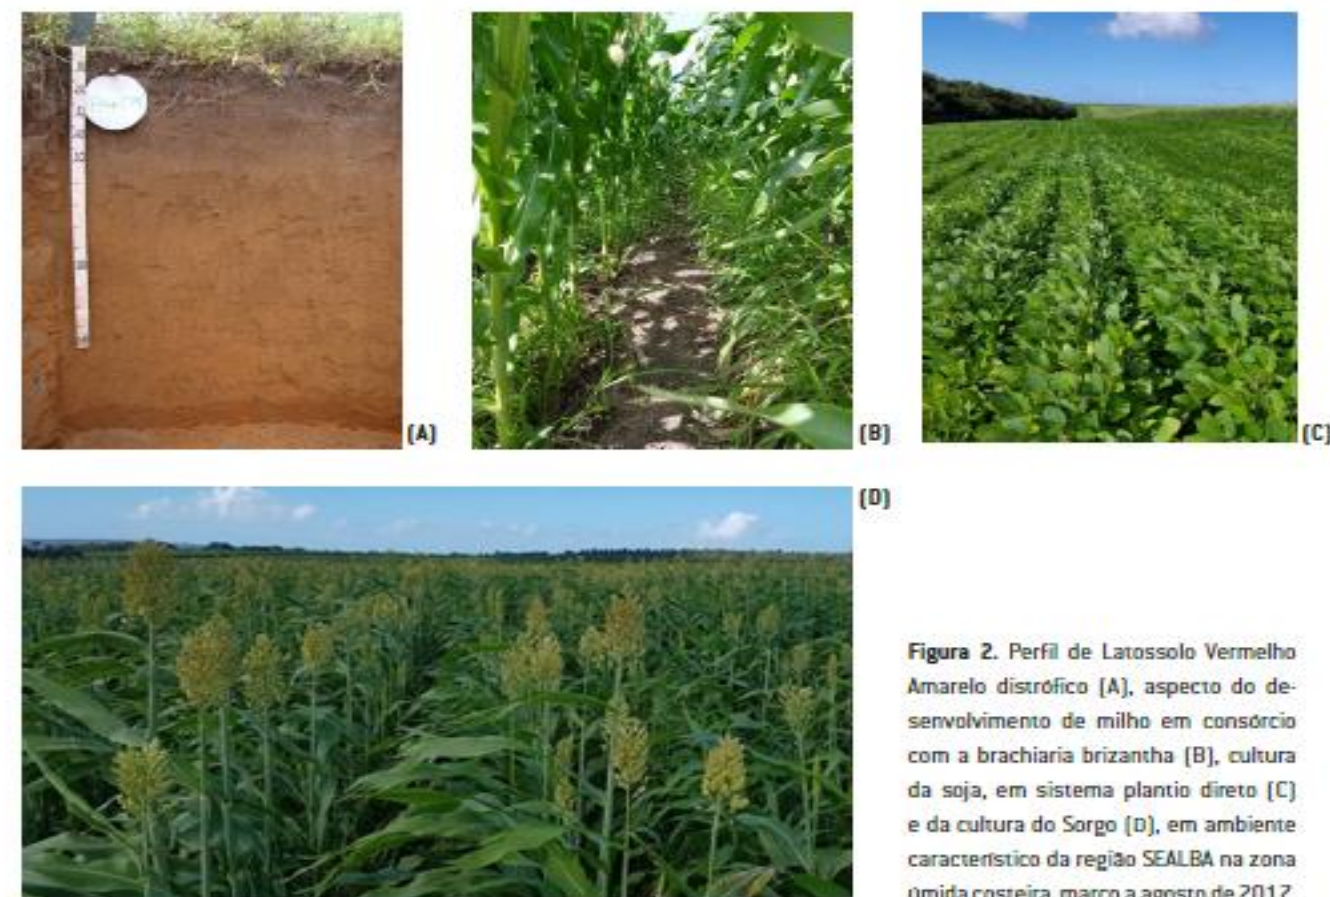 (A)
(B)
(C)
(D)
Figura 2. Perfil de Latossolo Vermelho
Amarelo distrófico (A), aspecto do de-
senvolvimento de milho em consórcio
com a brachiaria brizantha (B), cultura
da soja, em sistema plantio direto (C)
e da cultura do Sorgo (D), em ambiente
característico da região SEALBA na zona
úmida costeira, março a agosto de 2017.